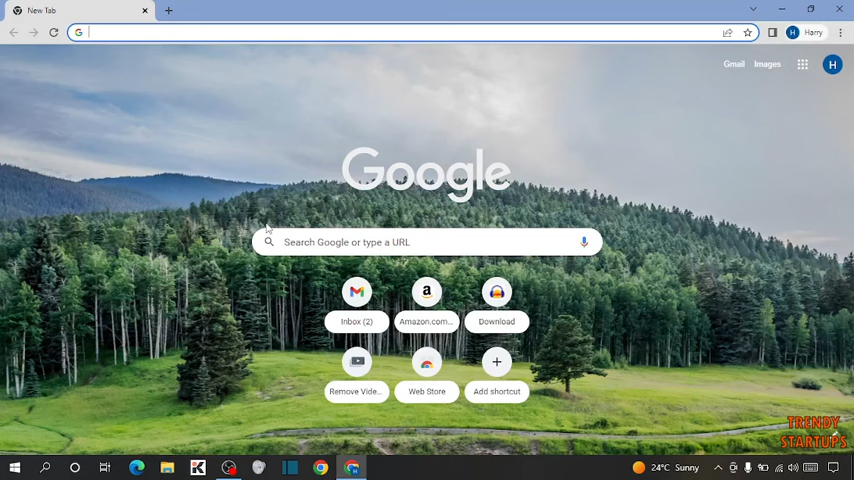 New Tab
Harry
Gmail Images
H
Google
Search Google or type a URL
Inbox (2)
Amazon.com...
Download
Remove Vide...
Web Store
Add shortcut
TRENDY
STARTUPS
24°C Sunny